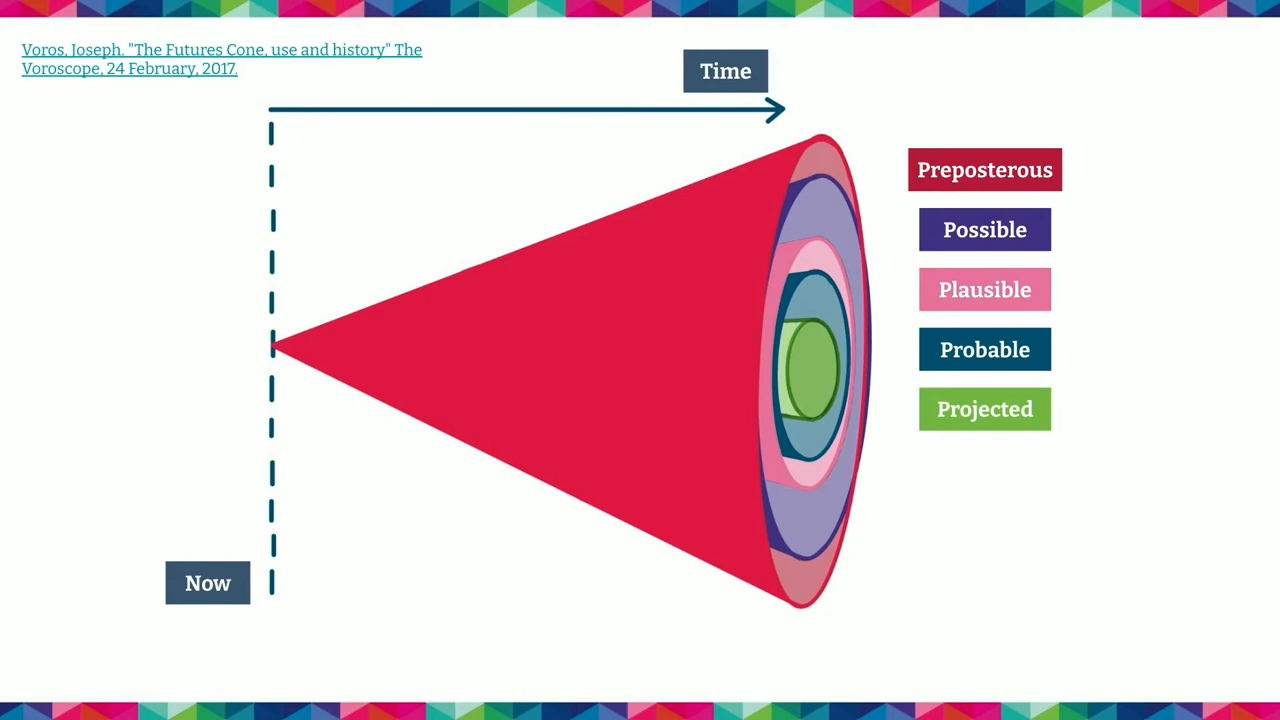 Voros, Joseph. "The Futures Cone, use and history" The
Voroscope, 24 February, 2017.
Time
Preposterous
Possible
Plausible
Probable
Projected
Now